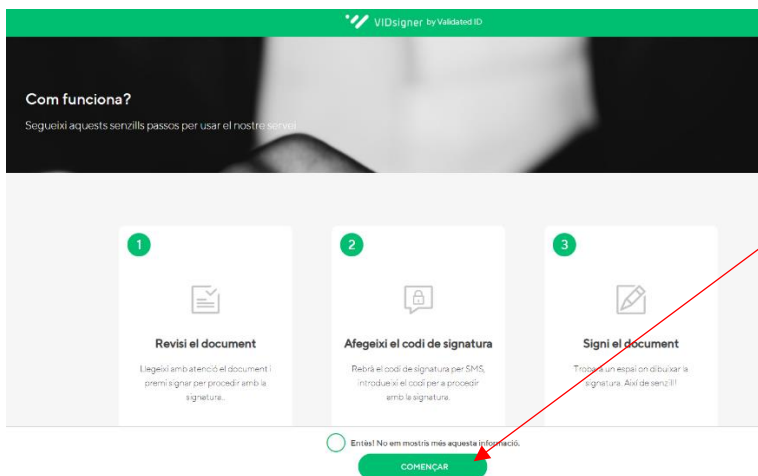 VIDsigner by Validated ID
Com funciona?
Segueixi aquests senzills passos per usar el nostre servei.
1
Revisi el document
Llegeixi amb atenció el document i
premi signar per procedir amb la
signatura.
2
Afegeixi el codi de signatura
Rebrà el codi de signatura per SMS,
introdueixi el codi per a procedir
amb la signatura.
3
Signi el document
Trobarà un espai on dibuixar la
signatura. Així de senzill!
Entès! No em mostris més aquesta informació.
COMENÇAR